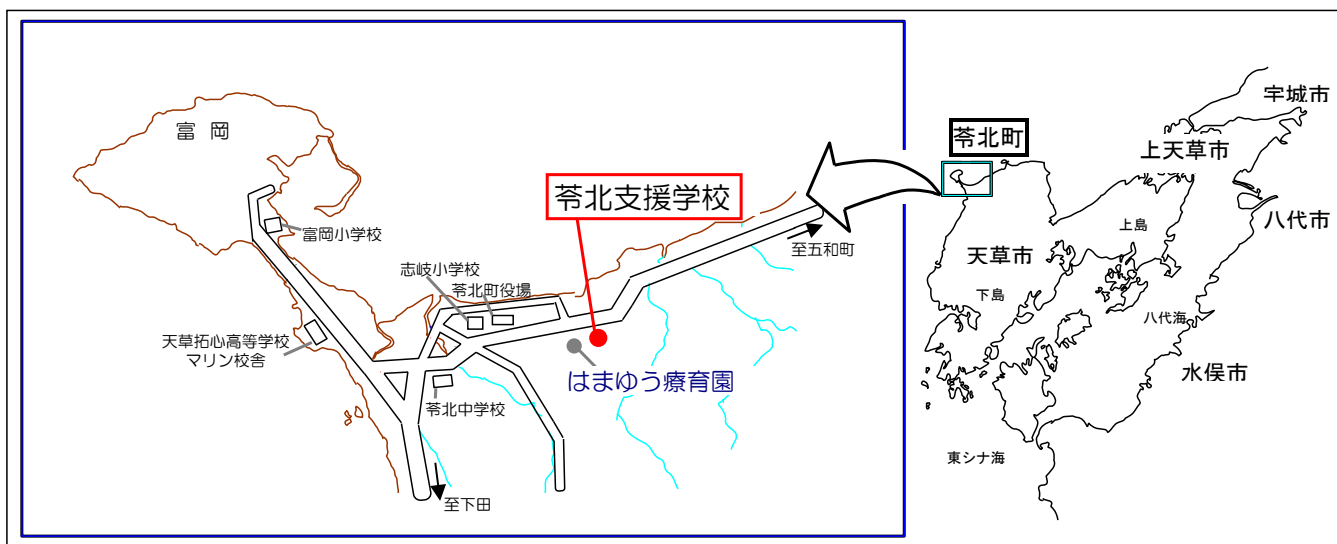 富 岡
富岡小学校
天草拓心高等学校
マリン校舎
志岐小学校
苓北町役場
苓北支援学校
至五和町
はまゆう療育園
苓北中学校
至下田
苓北町
宇城市
上天草市
八代市
上島
天草市
下島
八代海
水俣市
東シナ海